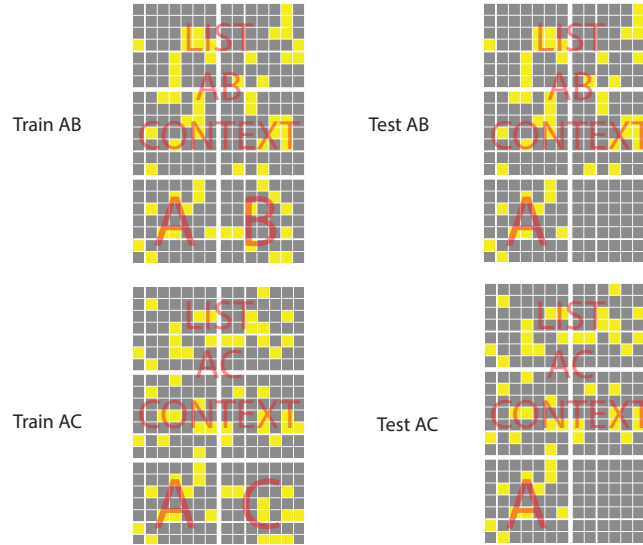 Train AB
LIST
AB
CONTEXT
A B
Test AB
LIST
AB
CONTEXT
A
Train AC
LIST
AC
CONTEXT
A C
Test AC
LIST
AC
CONTEXT
A